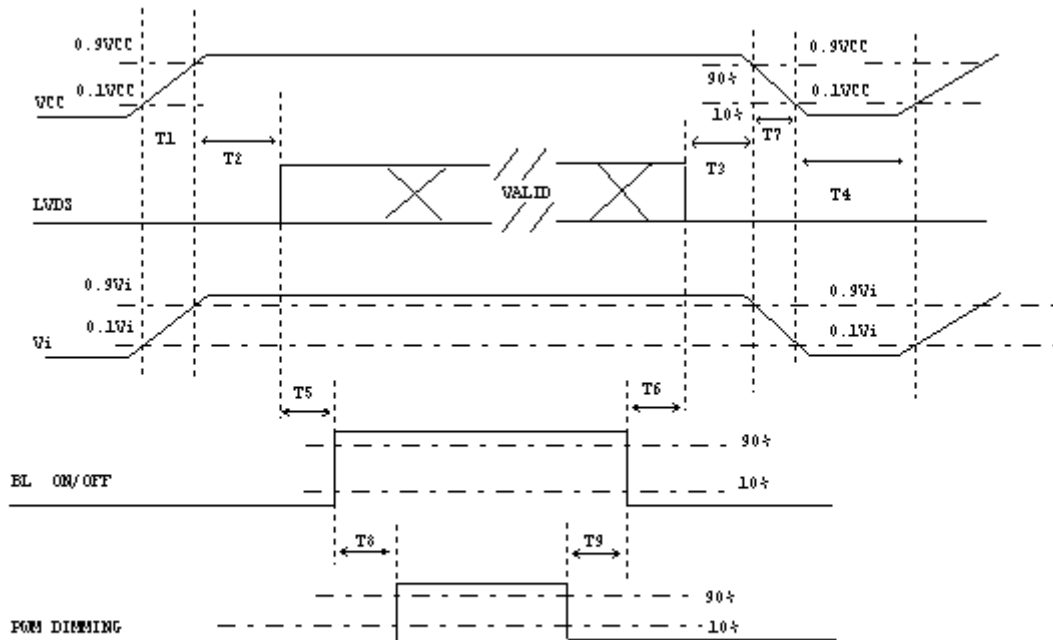 0.9VCC
0.9VCC
90%
0.1VCC
0.1VCC
VCC
10%
T1
T7
T2
T3
VALID
T4
LVDS
0.9Vi
0.9Vi
0.1Vi
0.1Vi
Vi
T5
T6
90%
BL ON/OFF
10%
T8
T9
90%
PWM DIMMING
10%